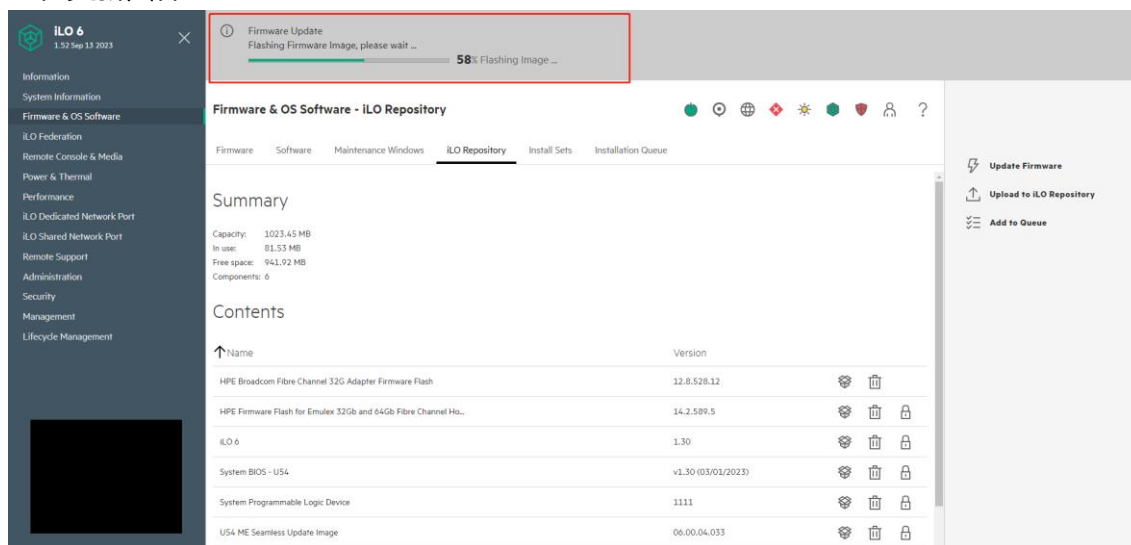 iLO 6
1.52 Sep 13 2023
Firmware Update
Flashing Firmware Image, please wait ...
58% Flashing Image ...
Information
System Information
Firmware & OS Software
iLO Federation
Remote Console & Media
Power & Thermal
Performance
iLO Dedicated Network Port
iLO Shared Network Port
Remote Support
Administration
Security
Management
Lifecycle Management
Firmware & OS Software - iLO Repository
?
Firmware Software Maintenance Windows iLO Repository Install Sets Installation Queue
Update Firmware
Upload to iLO Repository
Add to Queue
Summary
Capacity: 1023.45 MB
In use: 81.53 MB
Free space: 941.92 MB
Components: 6
Contents
Name Version
HPE Broadcom Fibre Channel 32G Adapter Firmware Flash 12.8.528.12
HPE Firmware Flash for Emulex 32Gb and 64Gb Fibre Channel Ho... 14.2.589.5
iLO 6 1.30
System BIOS - U54 v1.30 (03/01/2023)
System Programmable Logic Device 1111
U54 ME Seamless Update Image 06.00.04.033